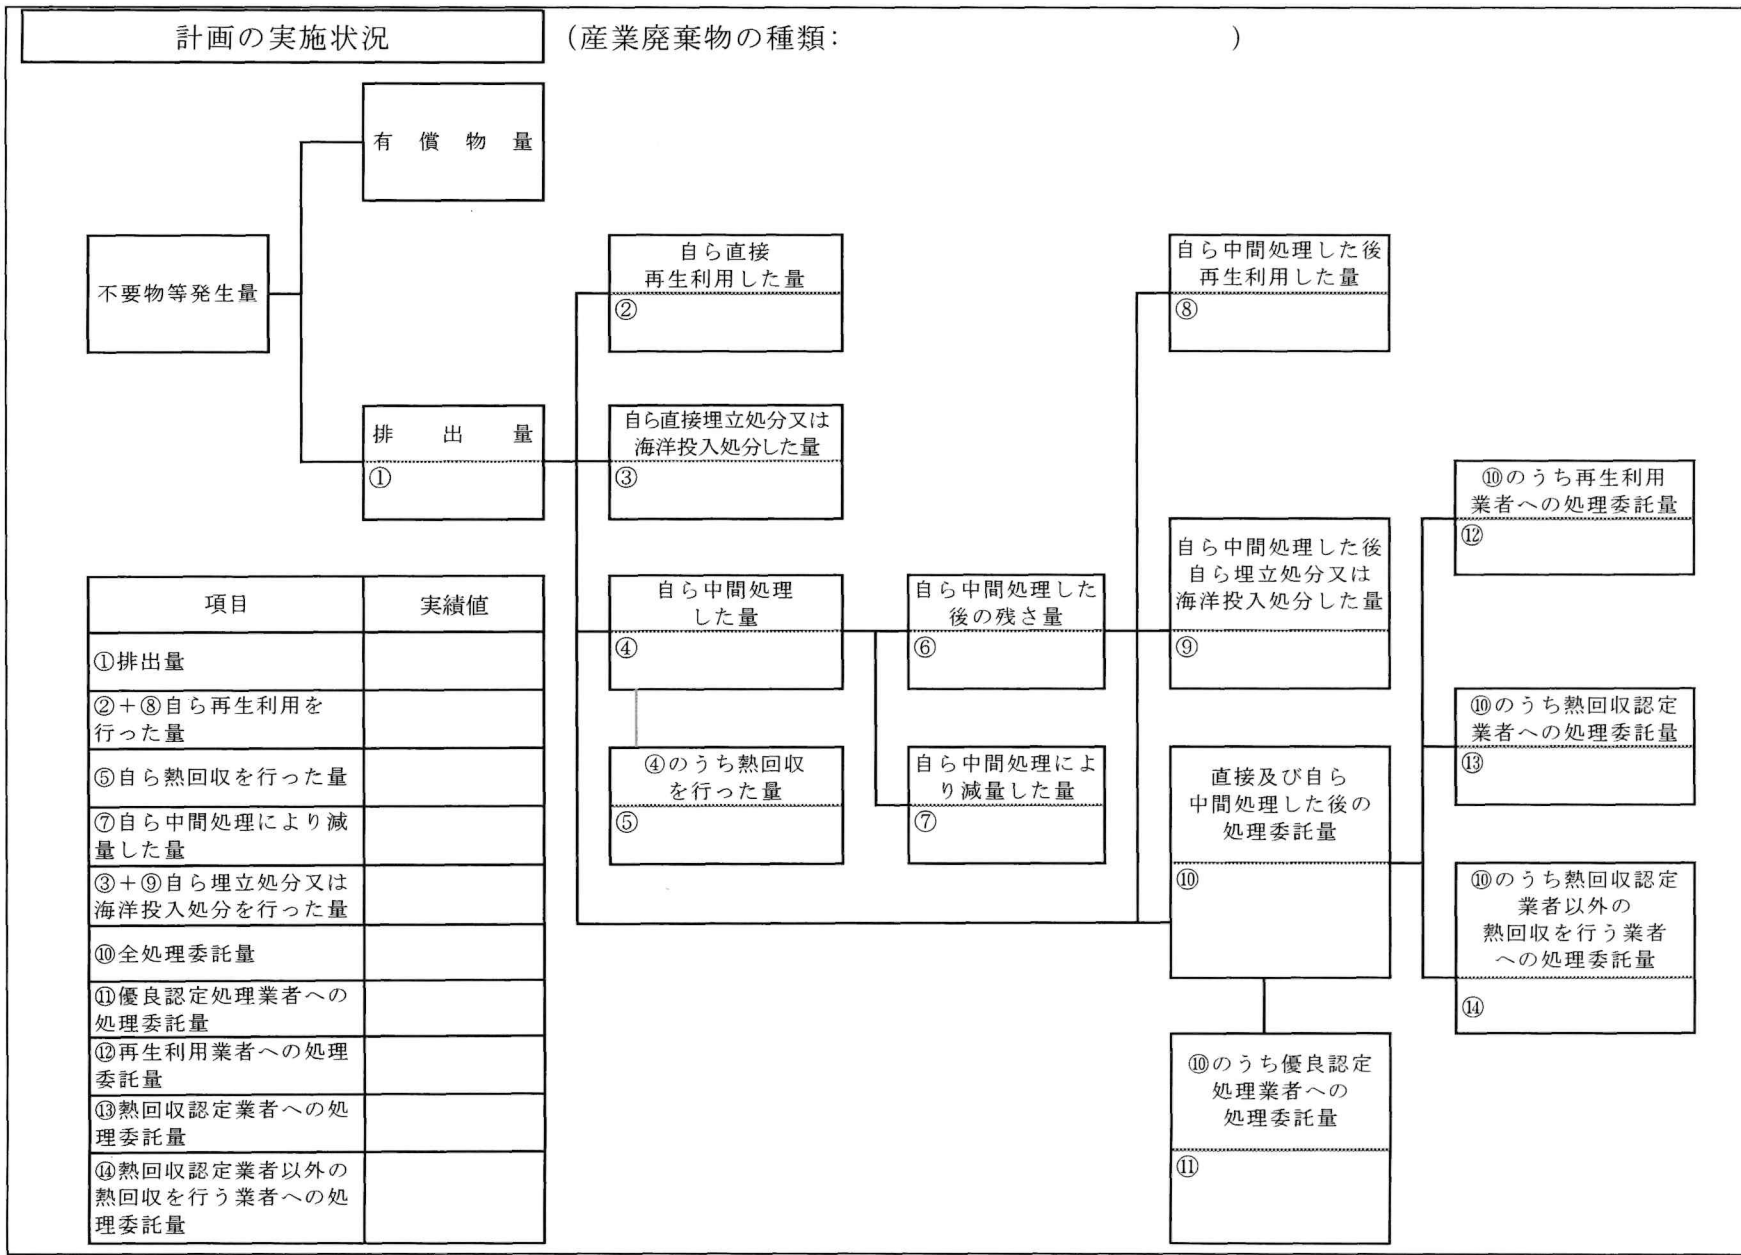 計画の実施状況
(産業廃棄物の種類: )
有償物量
不要物等発生量
排出量
①
自ら直接
再生利用した量
②
自ら直接埋立処分又は
海洋投入処分した量
③
自ら中間処理
した量
④
④のうち熱回収
を行った量
⑤
自ら中間処理した
後の残さ量
⑥
自ら中間処理によ
り減量した量
⑦
自ら中間処理した後
再生利用した量
⑧
自ら中間処理した後
自ら埋立処分又は
海洋投入処分した量
⑨
直接及び自ら
中間処理した後の
処理委託量
⑩
⑩のうち優良認定
処理業者への
処理委託量
⑪
⑩のうち再生利用
業者への処理委託量
⑫
⑩のうち熱回収認定
業者への処理委託量
⑬
⑩のうち熱回収認定
業者以外の
熱回収を行う業者
への処理委託量
⑭
項目 実績値
①排出量
②+⑧自ら再生利用を
行った量
⑤自ら熱回収を行った量
⑦自ら中間処理により減
量した量
③+⑨自ら埋立処分又は
海洋投入処分を行った量
⑩全処理委託量
⑪優良認定処理業者への
処理委託量
⑫再生利用業者への処理
委託量
⑬熱回収認定業者への処
理委託量
⑭熱回収認定業者以外の
熱回収を行う業者への処
理委託量